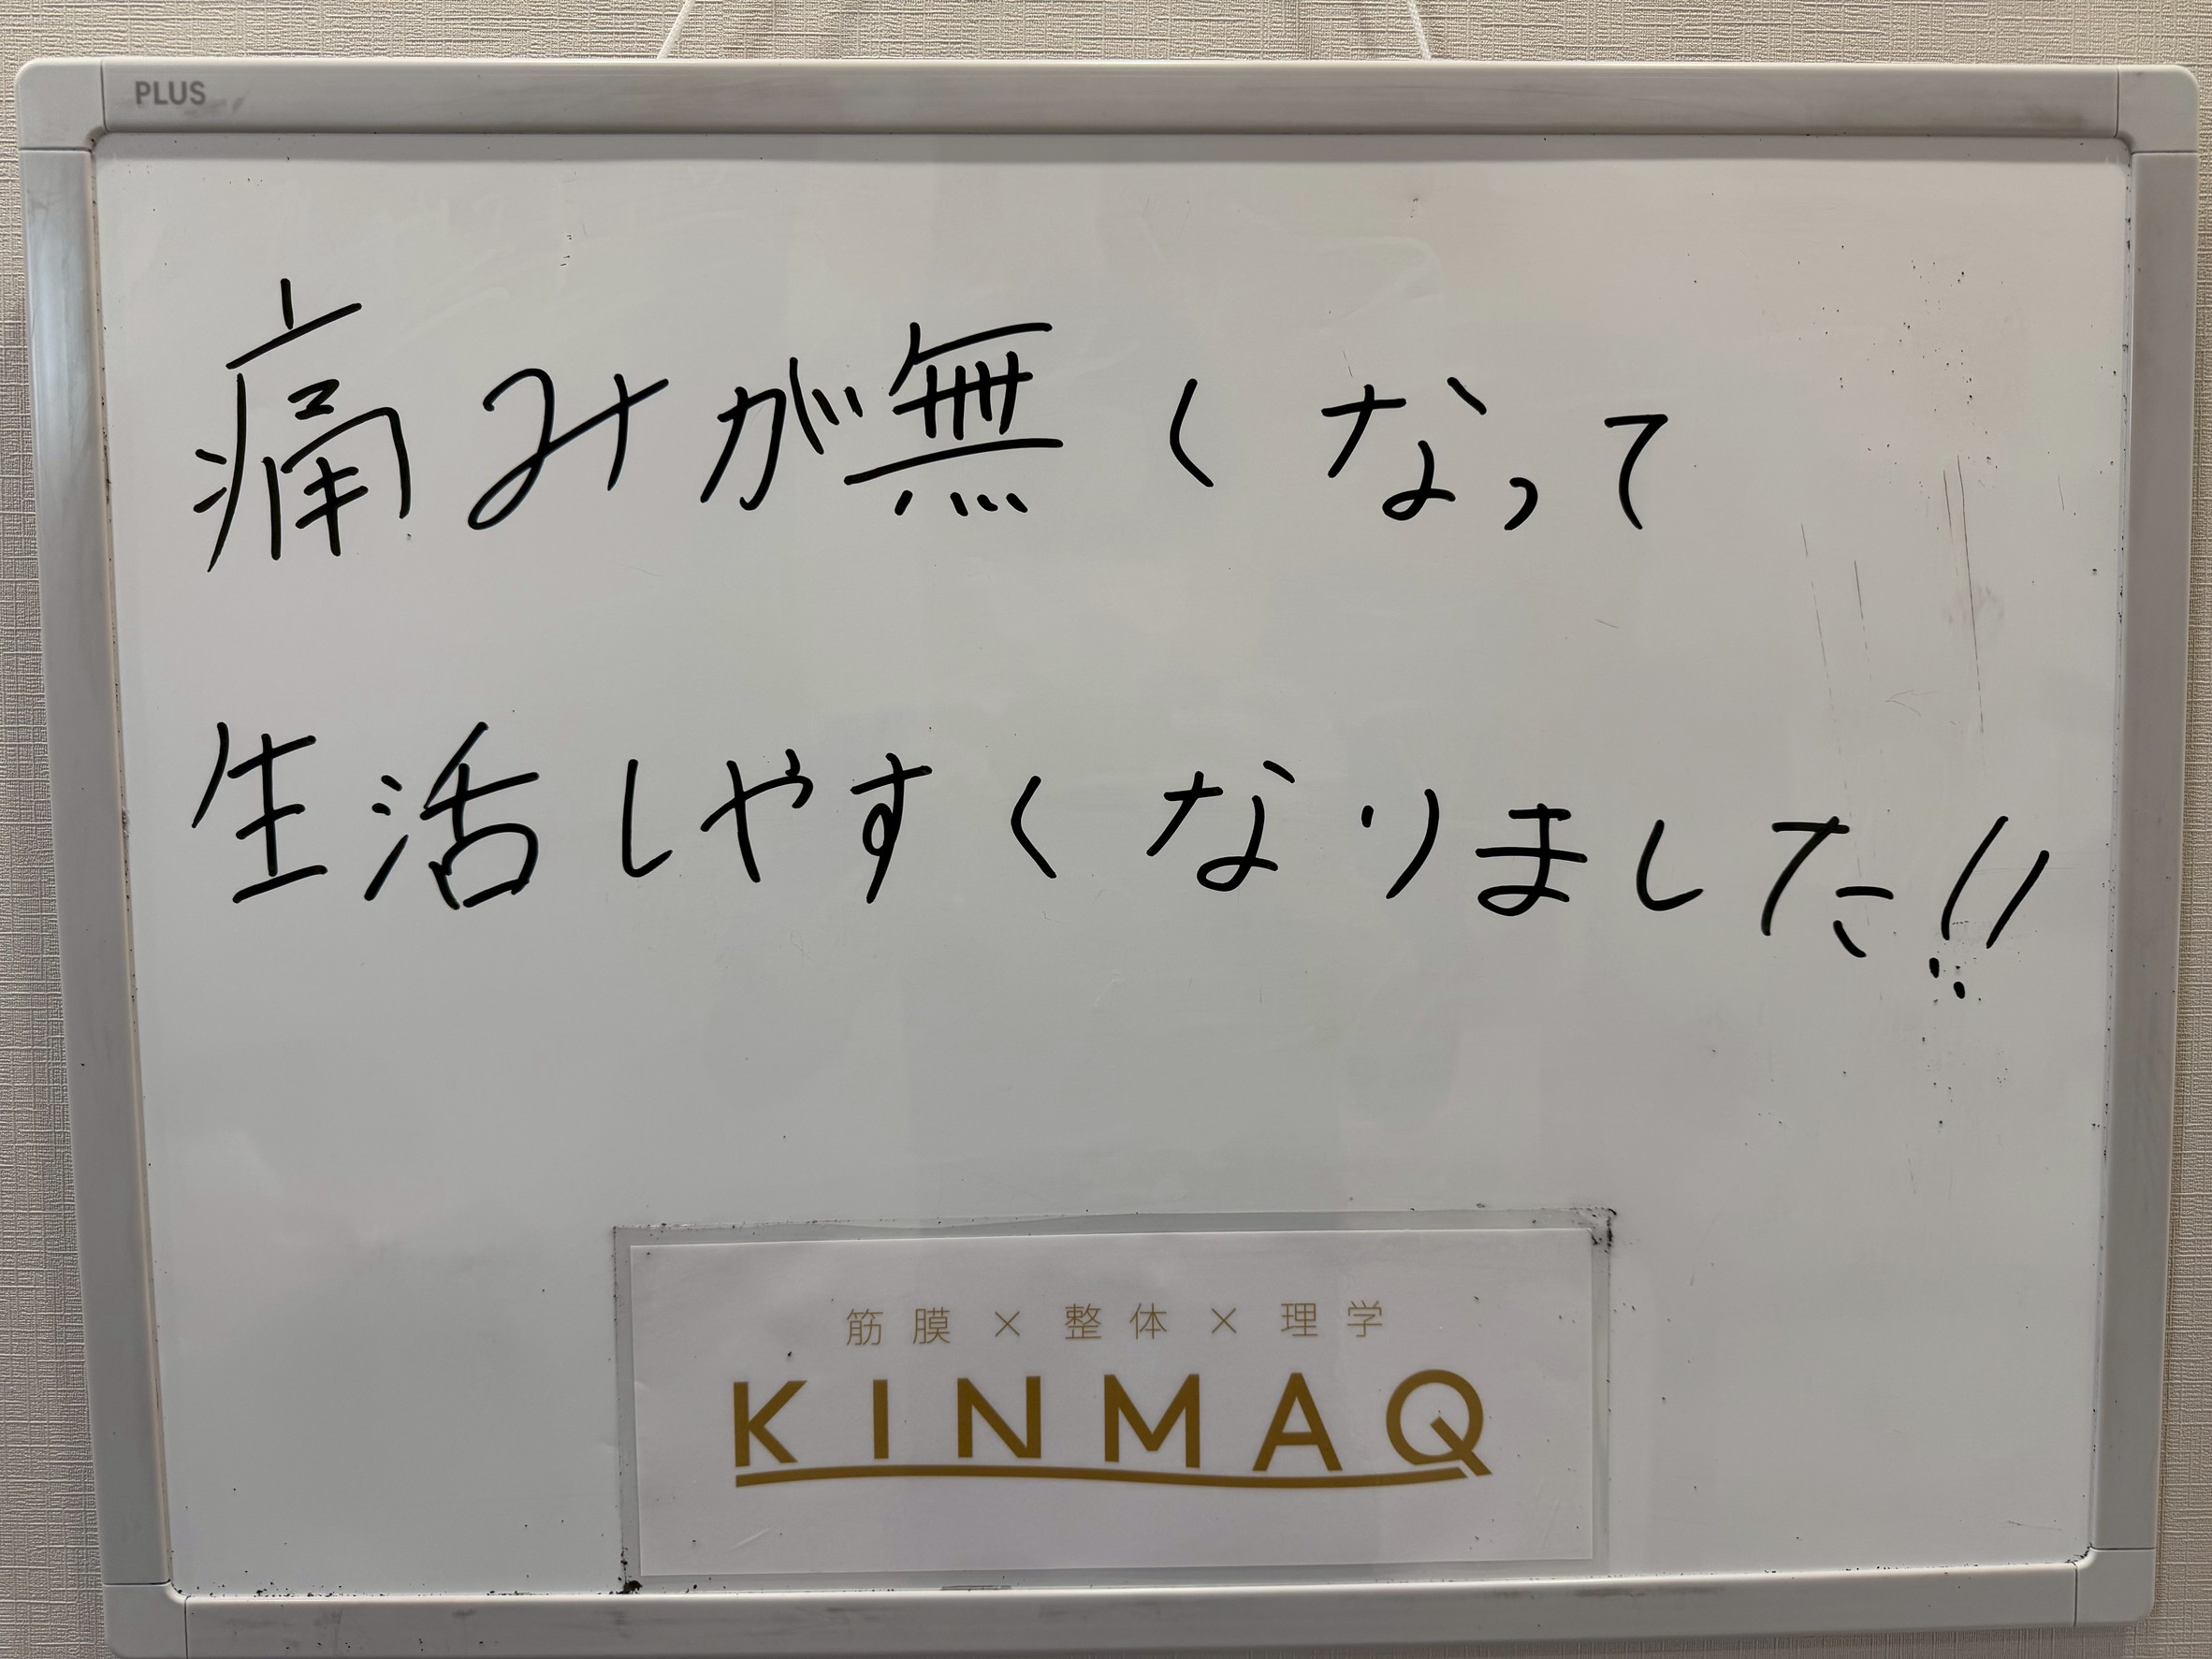 PLUS
痛みが無くなって
生活しやすくなりました!!
筋膜×整体×理学
KINMAQ